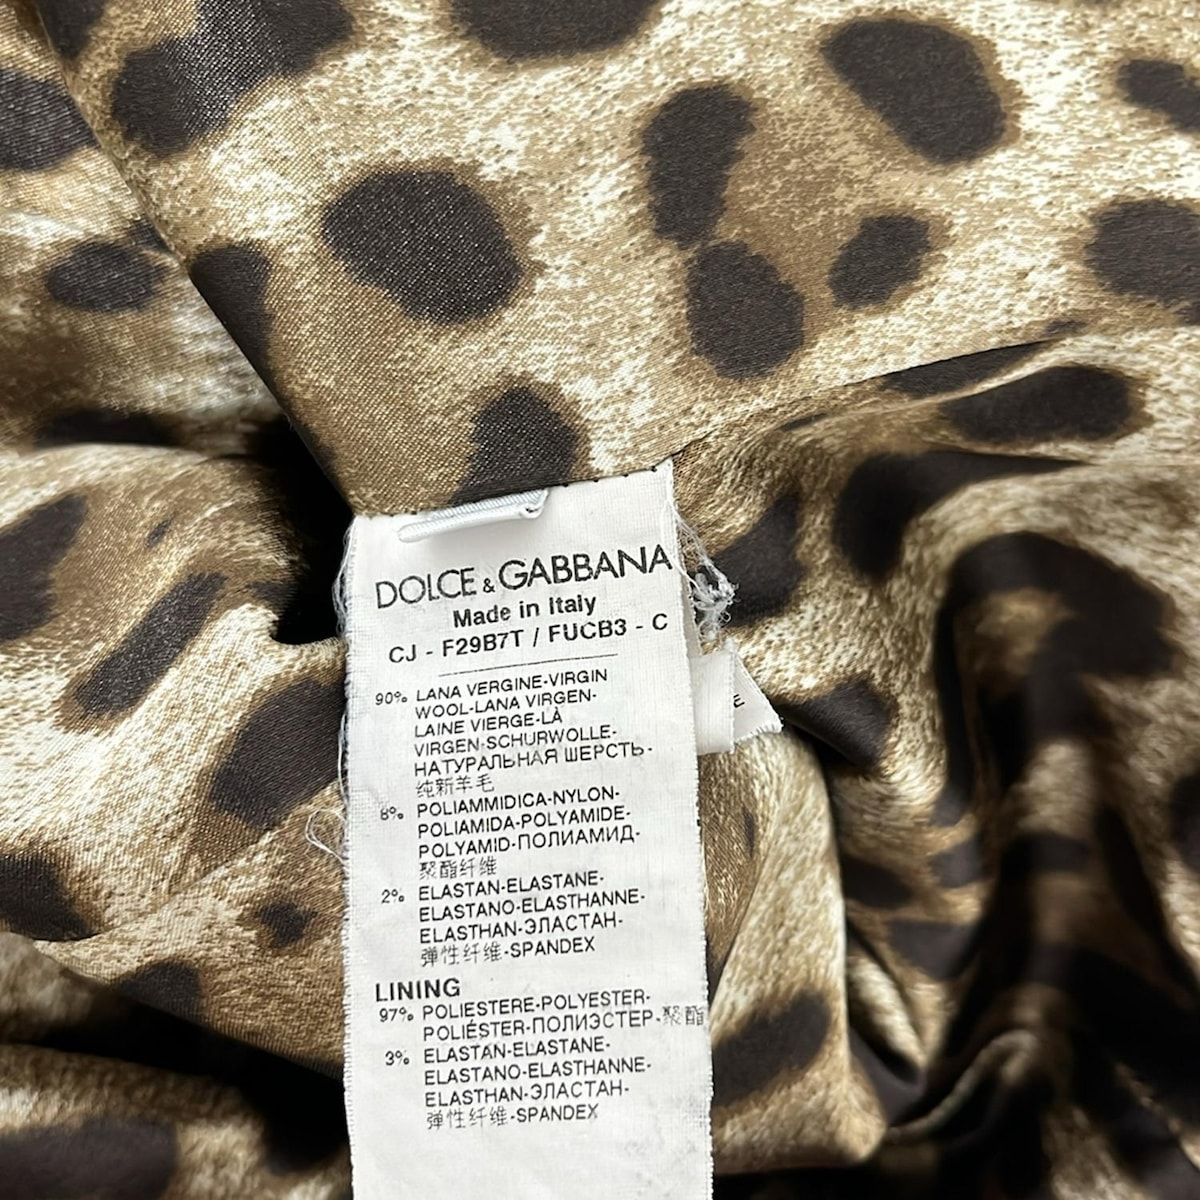 DOLCE & GABBANA
Made in Italy
CJ - F29B7T / FUCB3 - C
90% LANA VERGINE-VIRGIN
WOOL-LANA VIRGEN-
LAINE VIERGE-LÀ
VIRGEN-SCHURWOLLE-
НАТУРАЛЬНАЯ ШЕРСТЬ-
纯新羊毛
8% POLIAMMIDICA-NYLON-
POLIAMIDA-POLYAMIDE-
POLYAMID-ПОЛИАМИД-
聚酯纤维
2% ELASTAN-ELASTANE-
ELASTANO-ELASTHANNE-
ELASTHAN-ЭЛАСТАН-
弹性纤维-SPANDEX
LINING
97% POLIESTERE-POLYESTER-
POLIÉSTER-ПОЛИЭСТЕР-聚酯
3% ELASTAN-ELASTANE-
ELASTANO-ELASTHANNE-
ELASTHAN-ЭЛАСТАН-
弹性纤维-SPANDEX
E